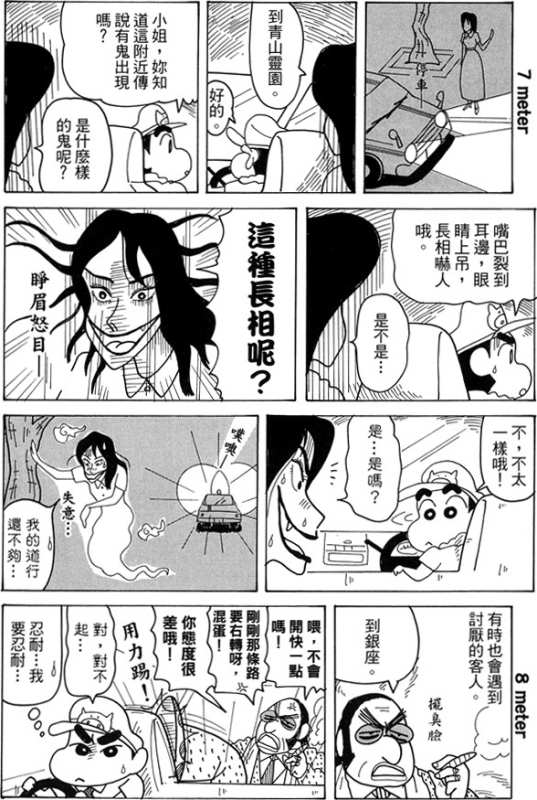 7 meter
停車
到青山靈園。
好的。
小姐，妳知
道這附近傳
說有鬼出現
嗎？
是什麼樣
的鬼呢？
嘴巴裂到
耳邊，眼
睛上吊，
長相嚇人
哦。
是不是…
這種長相呢？
睜眉怒目—
不，不太
一樣哦！
是…是嗎？
噗噗…
失意…
我的道行
還不夠…
8 meter
有時也會遇到
討厭的客人。
到銀座。
擺臭臉
喂，不會
開快一點
嗎！
剛剛那條路
要右轉呀，
混蛋！
你態度很
差哦！
用力踢！
對，對不
起…
忍耐…我
要忍耐…